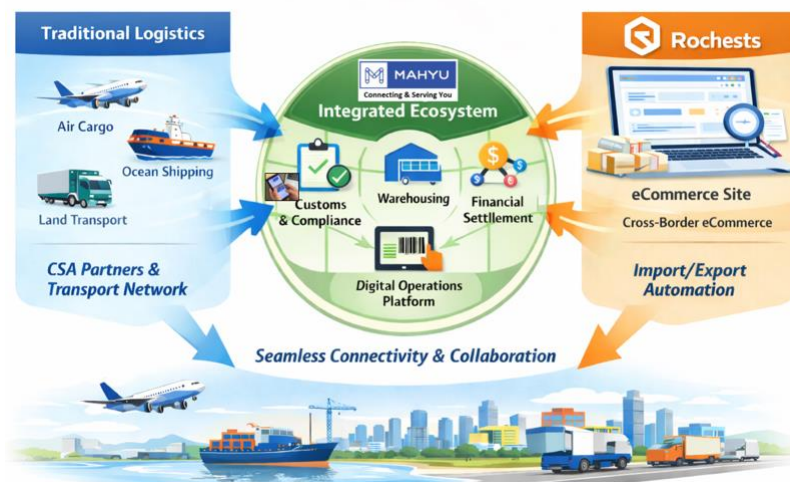 Traditional Logistics
Air Cargo
Ocean Shipping
Land Transport
CSA Partners &
Transport Network
MAHYU
Connecting & Serving You
Integrated Ecosystem
Customs
& Compliance
Warehousing
Financial
Settllement
Digital Operations
Platform
Rochests
eCommerce Site
Cross-Border eCommerce
Import/Export
Automation
Seamless Connectivity & Collaboration